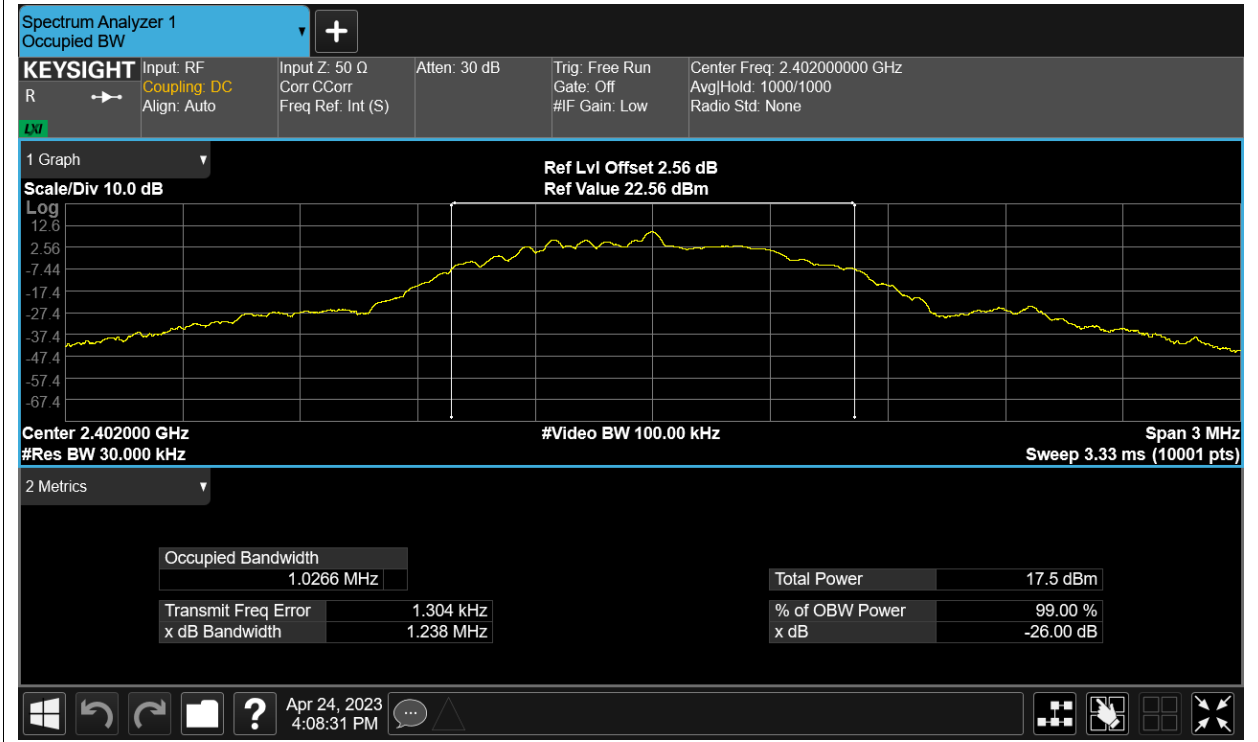 Spectrum Analyzer 1
Occupied BW
KEYSIGHT
R
LXI
Input: RF
Coupling: DC
Align: Auto
Input Z: 50 Ω
Corr CCorr
Freq Ref: Int (S)
Atten: 30 dB
Trig: Free Run
Gate: Off
#IF Gain: Low
Center Freq: 2.402000000 GHz
Avg|Hold: 1000/1000
Radio Std: None
1 Graph
Scale/Div 10.0 dB
Ref Lvl Offset 2.56 dB
Ref Value 22.56 dBm
Log
12.6
2.56
-7.44
-17.4
-27.4
-37.4
-47.4
-57.4
-67.4
Center 2.402000 GHz
#Video BW 100.00 kHz
Span 3 MHz
#Res BW 30.000 kHz
Sweep 3.33 ms (10001 pts)
2 Metrics
Occupied Bandwidth
1.0266 MHz
Total Power 17.5 dBm
Transmit Freq Error 1.304 kHz
% of OBW Power 99.00 %
x dB Bandwidth 1.238 MHz
x dB -26.00 dB
?
Apr 24, 2023
4:08:31 PM